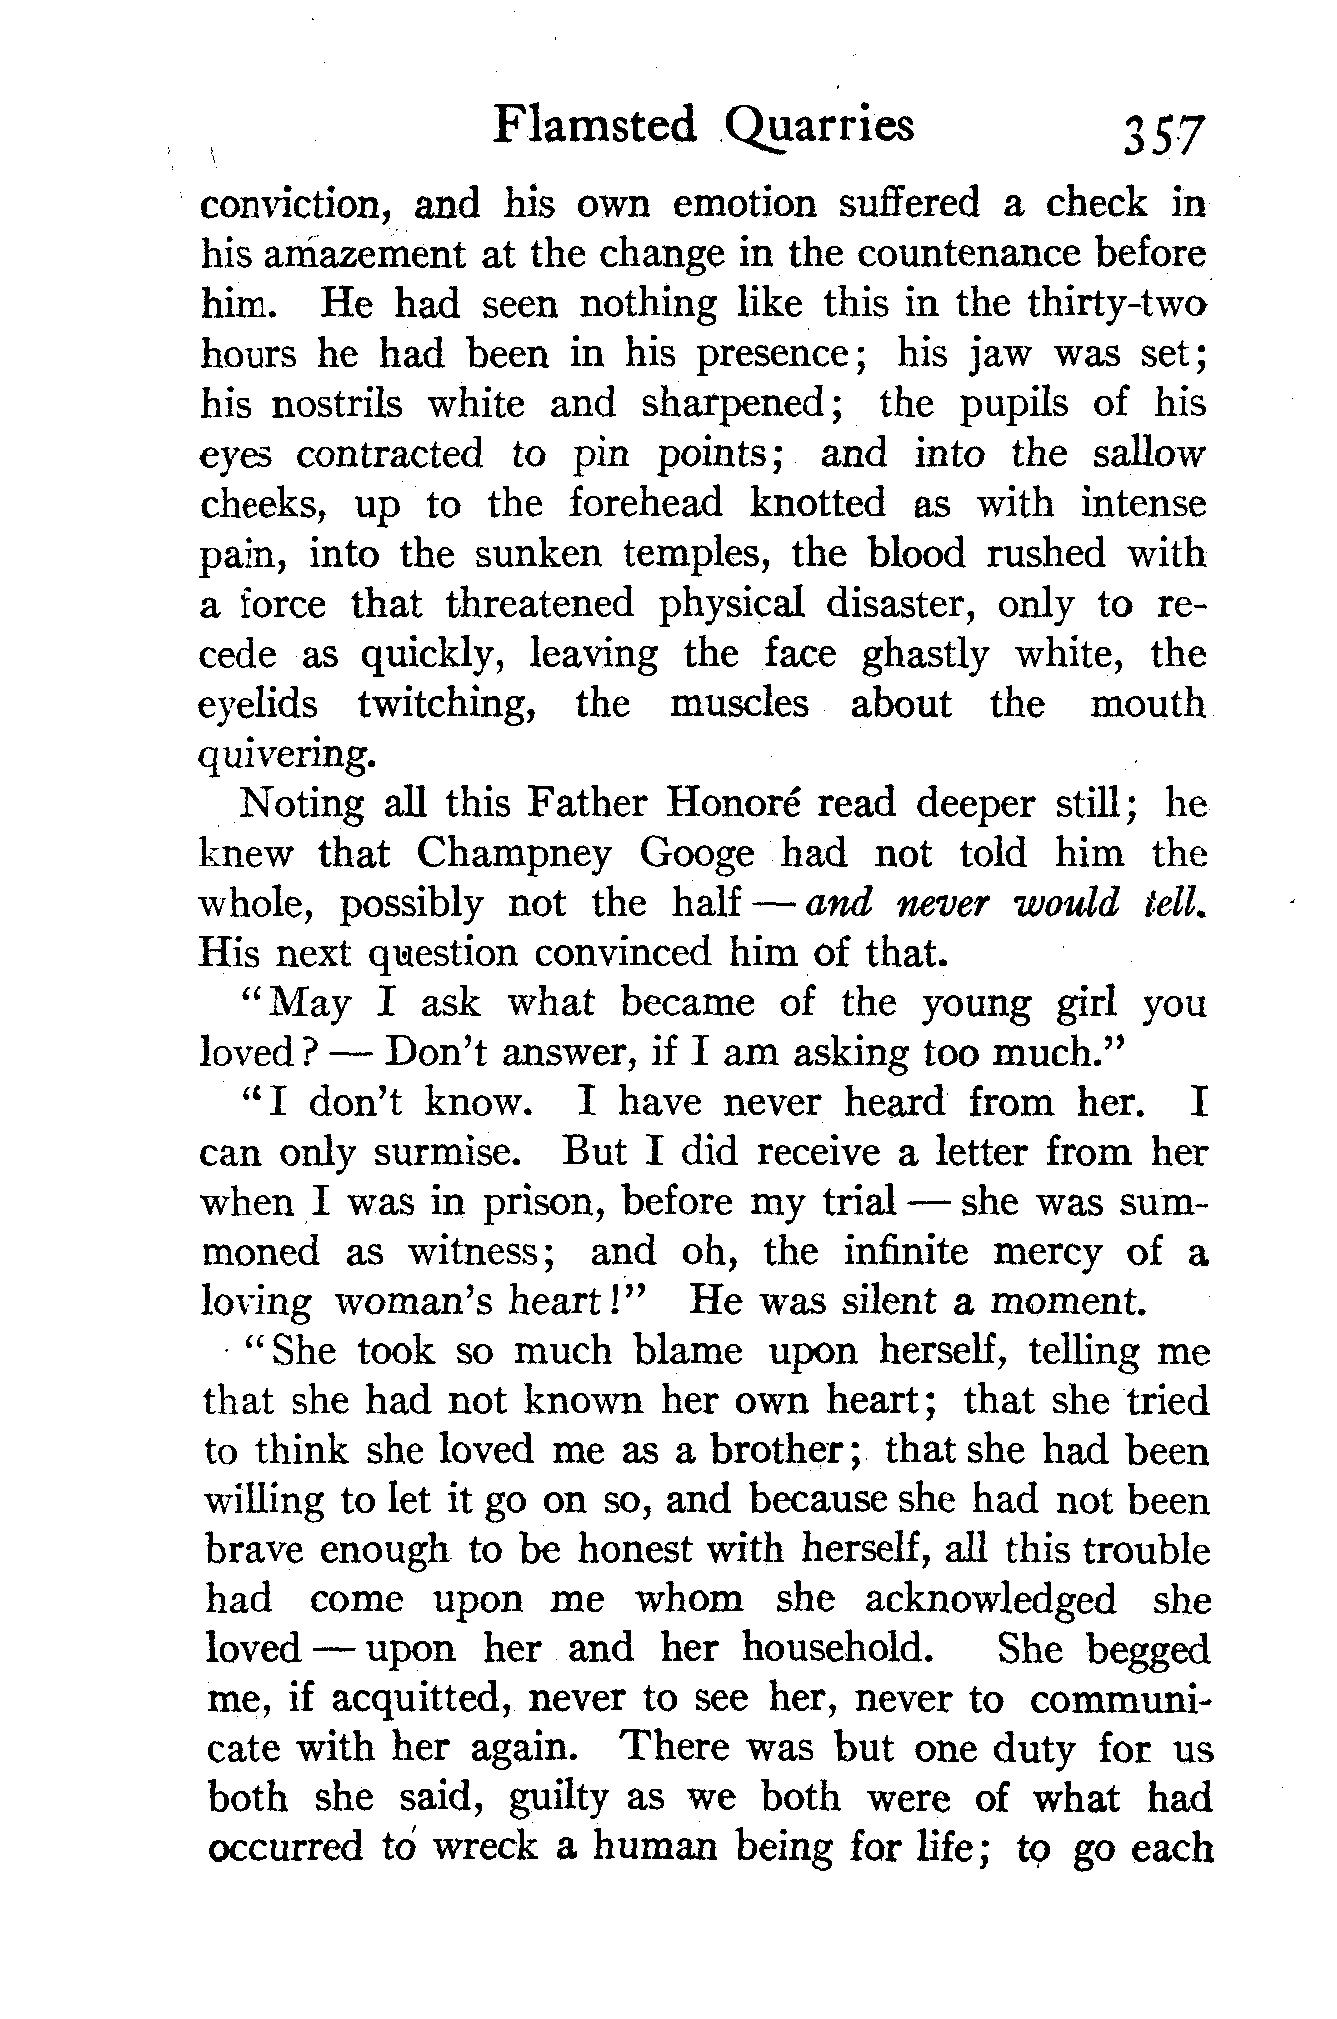 Flamsted Quarries 357
conviction, and his own emotion suffered a check in
his amazement at the change in the countenance before
him. He had seen nothing like this in the thirty-two
hours he had been in his presence; his jaw was set;
his nostrils white and sharpened; the pupils of his
eyes contracted to pin points; and into the sallow
cheeks, up to the forehead knotted as with intense
pain, into the sunken temples, the blood rushed with
a force that threatened physical disaster, only to re-
cede as quickly, leaving the face ghastly white, the
eyelids twitching, the muscles about the mouth
quivering.
Noting all this Father Honoré read deeper still; he
knew that Champney Googe had not told him the
whole, possibly not the half — and never would tell.
His next question convinced him of that.
"May I ask what became of the young girl you
loved? — Don't answer, if I am asking too much."
"I don't know. I have never heard from her. I
can only surmise. But I did receive a letter from her
when I was in prison, before my trial — she was sum-
moned as witness; and oh, the infinite mercy of a
loving woman's heart!" He was silent a moment.
"She took so much blame upon herself, telling me
that she had not known her own heart; that she tried
to think she loved me as a brother; that she had been
willing to let it go on so, and because she had not been
brave enough to be honest with herself, all this trouble
had come upon me whom she acknowledged she
loved — upon her and her household. She begged
me, if acquitted, never to see her, never to communi-
cate with her again. There was but one duty for us
both she said, guilty as we both were of what had
occurred to wreck a human being for life; to go each